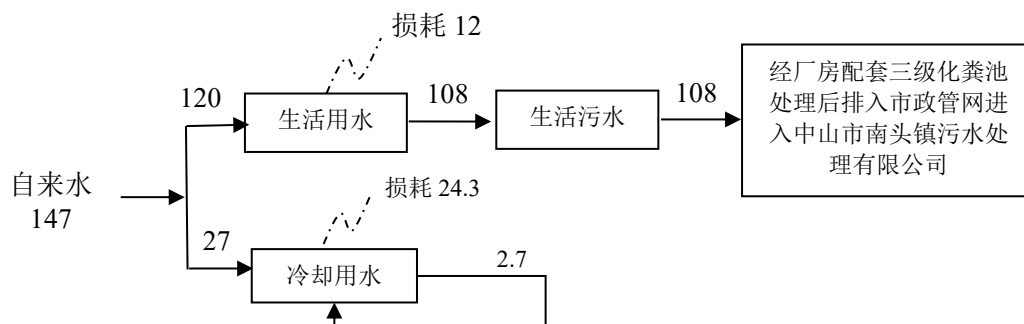 损耗 12
120
生活用水
108
生活污水
108
经厂房配套三级化粪池
处理后排入市政管网进
入中山市南头镇污水处
理有限公司
自来水
147
损耗 24.3
27
冷却用水
2.7